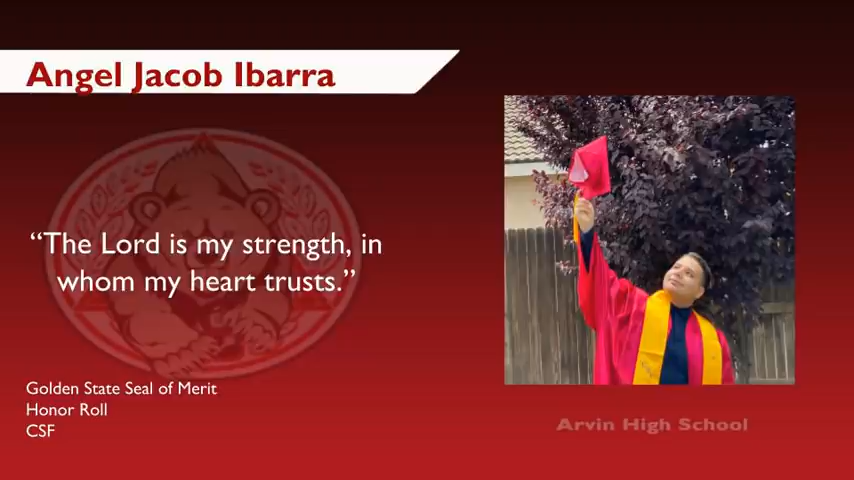 Angel Jacob Ibarra
“The Lord is my strength, in
whom my heart trusts.”
Golden State Seal of Merit
Honor Roll
CSF
Arvin High School